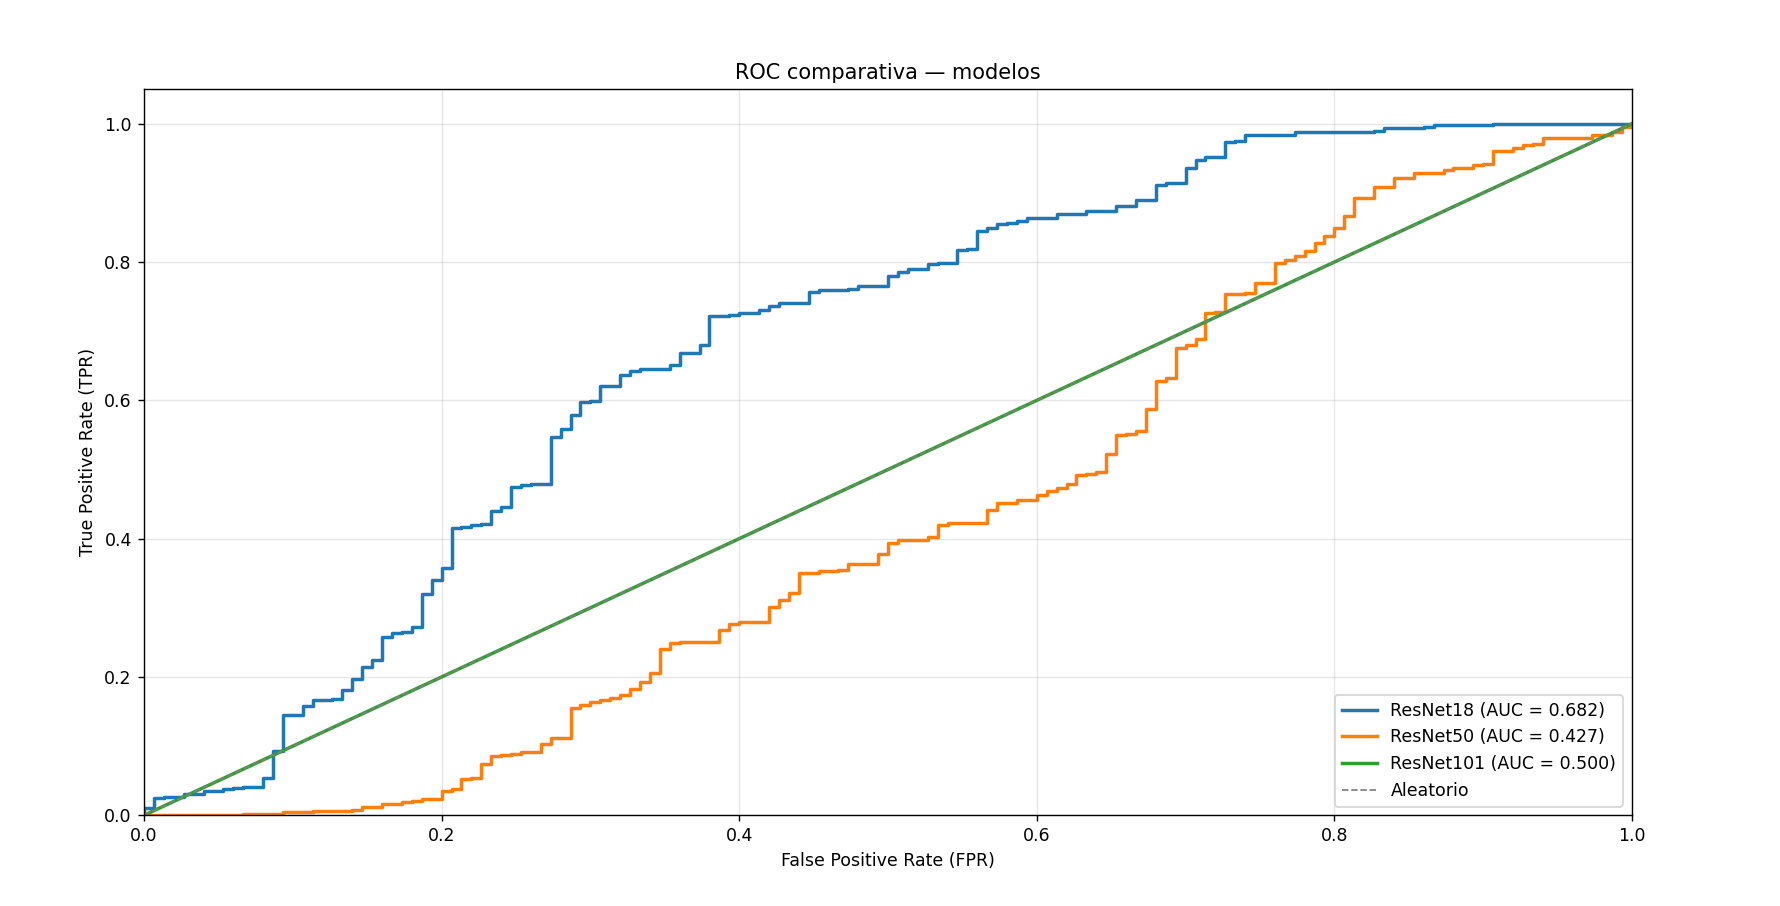 ROC comparativa — modelos
1.0
0.8
0.6
0.4
0.2
0.0
True Positive Rate (TPR)
0.0 0.2 0.4 0.6 0.8 1.0
False Positive Rate (FPR)
ResNet18 (AUC = 0.682)
ResNet50 (AUC = 0.427)
ResNet101 (AUC = 0.500)
Aleatorio